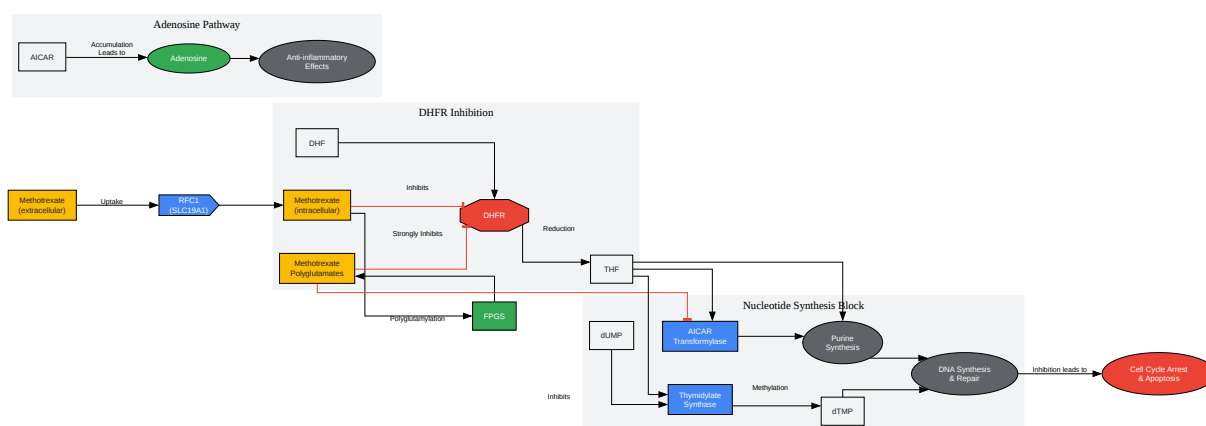 Adenosine Pathway
AICAR
Accumulation
Leads to
Adenosine
Anti-inflammatory
Effects
DHFR Inhibition
DHF
Methotrexate
(extracellular)
Uptake
RFC1
(SLC19A1)
Methotrexate
(intracellular)
Inhibits
DHFR
Strongly Inhibits
Reduction
Methotrexate
Polyglutamates
THF
Polyglutamylation
FPGS
Nucleotide Synthesis Block
dUMP
AICAR
Transformylase
Purine
Synthesis
DNA Synthesis
& Repair
Inhibition leads to
Cell Cycle Arrest
& Apoptosis
Inhibits
Thymidylate
Synthase
Methylation
dTMP